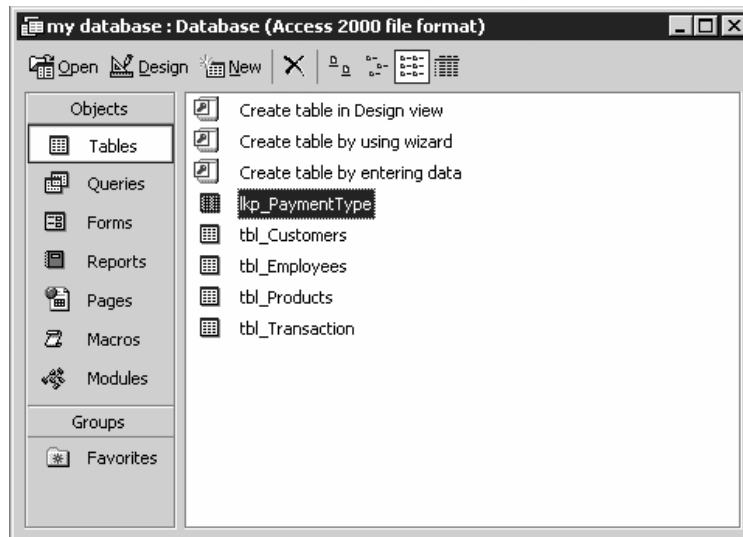 my database : Database (Access 2000 file format)
Open Design New
Objects
Tables
Queries
Forms
Reports
Pages
Macros
Modules
Groups
Favorites
Create table in Design view
Create table by using wizard
Create table by entering data
lkp_PaymentType
tbl_Customers
tbl_Employees
tbl_Products
tbl_Transaction